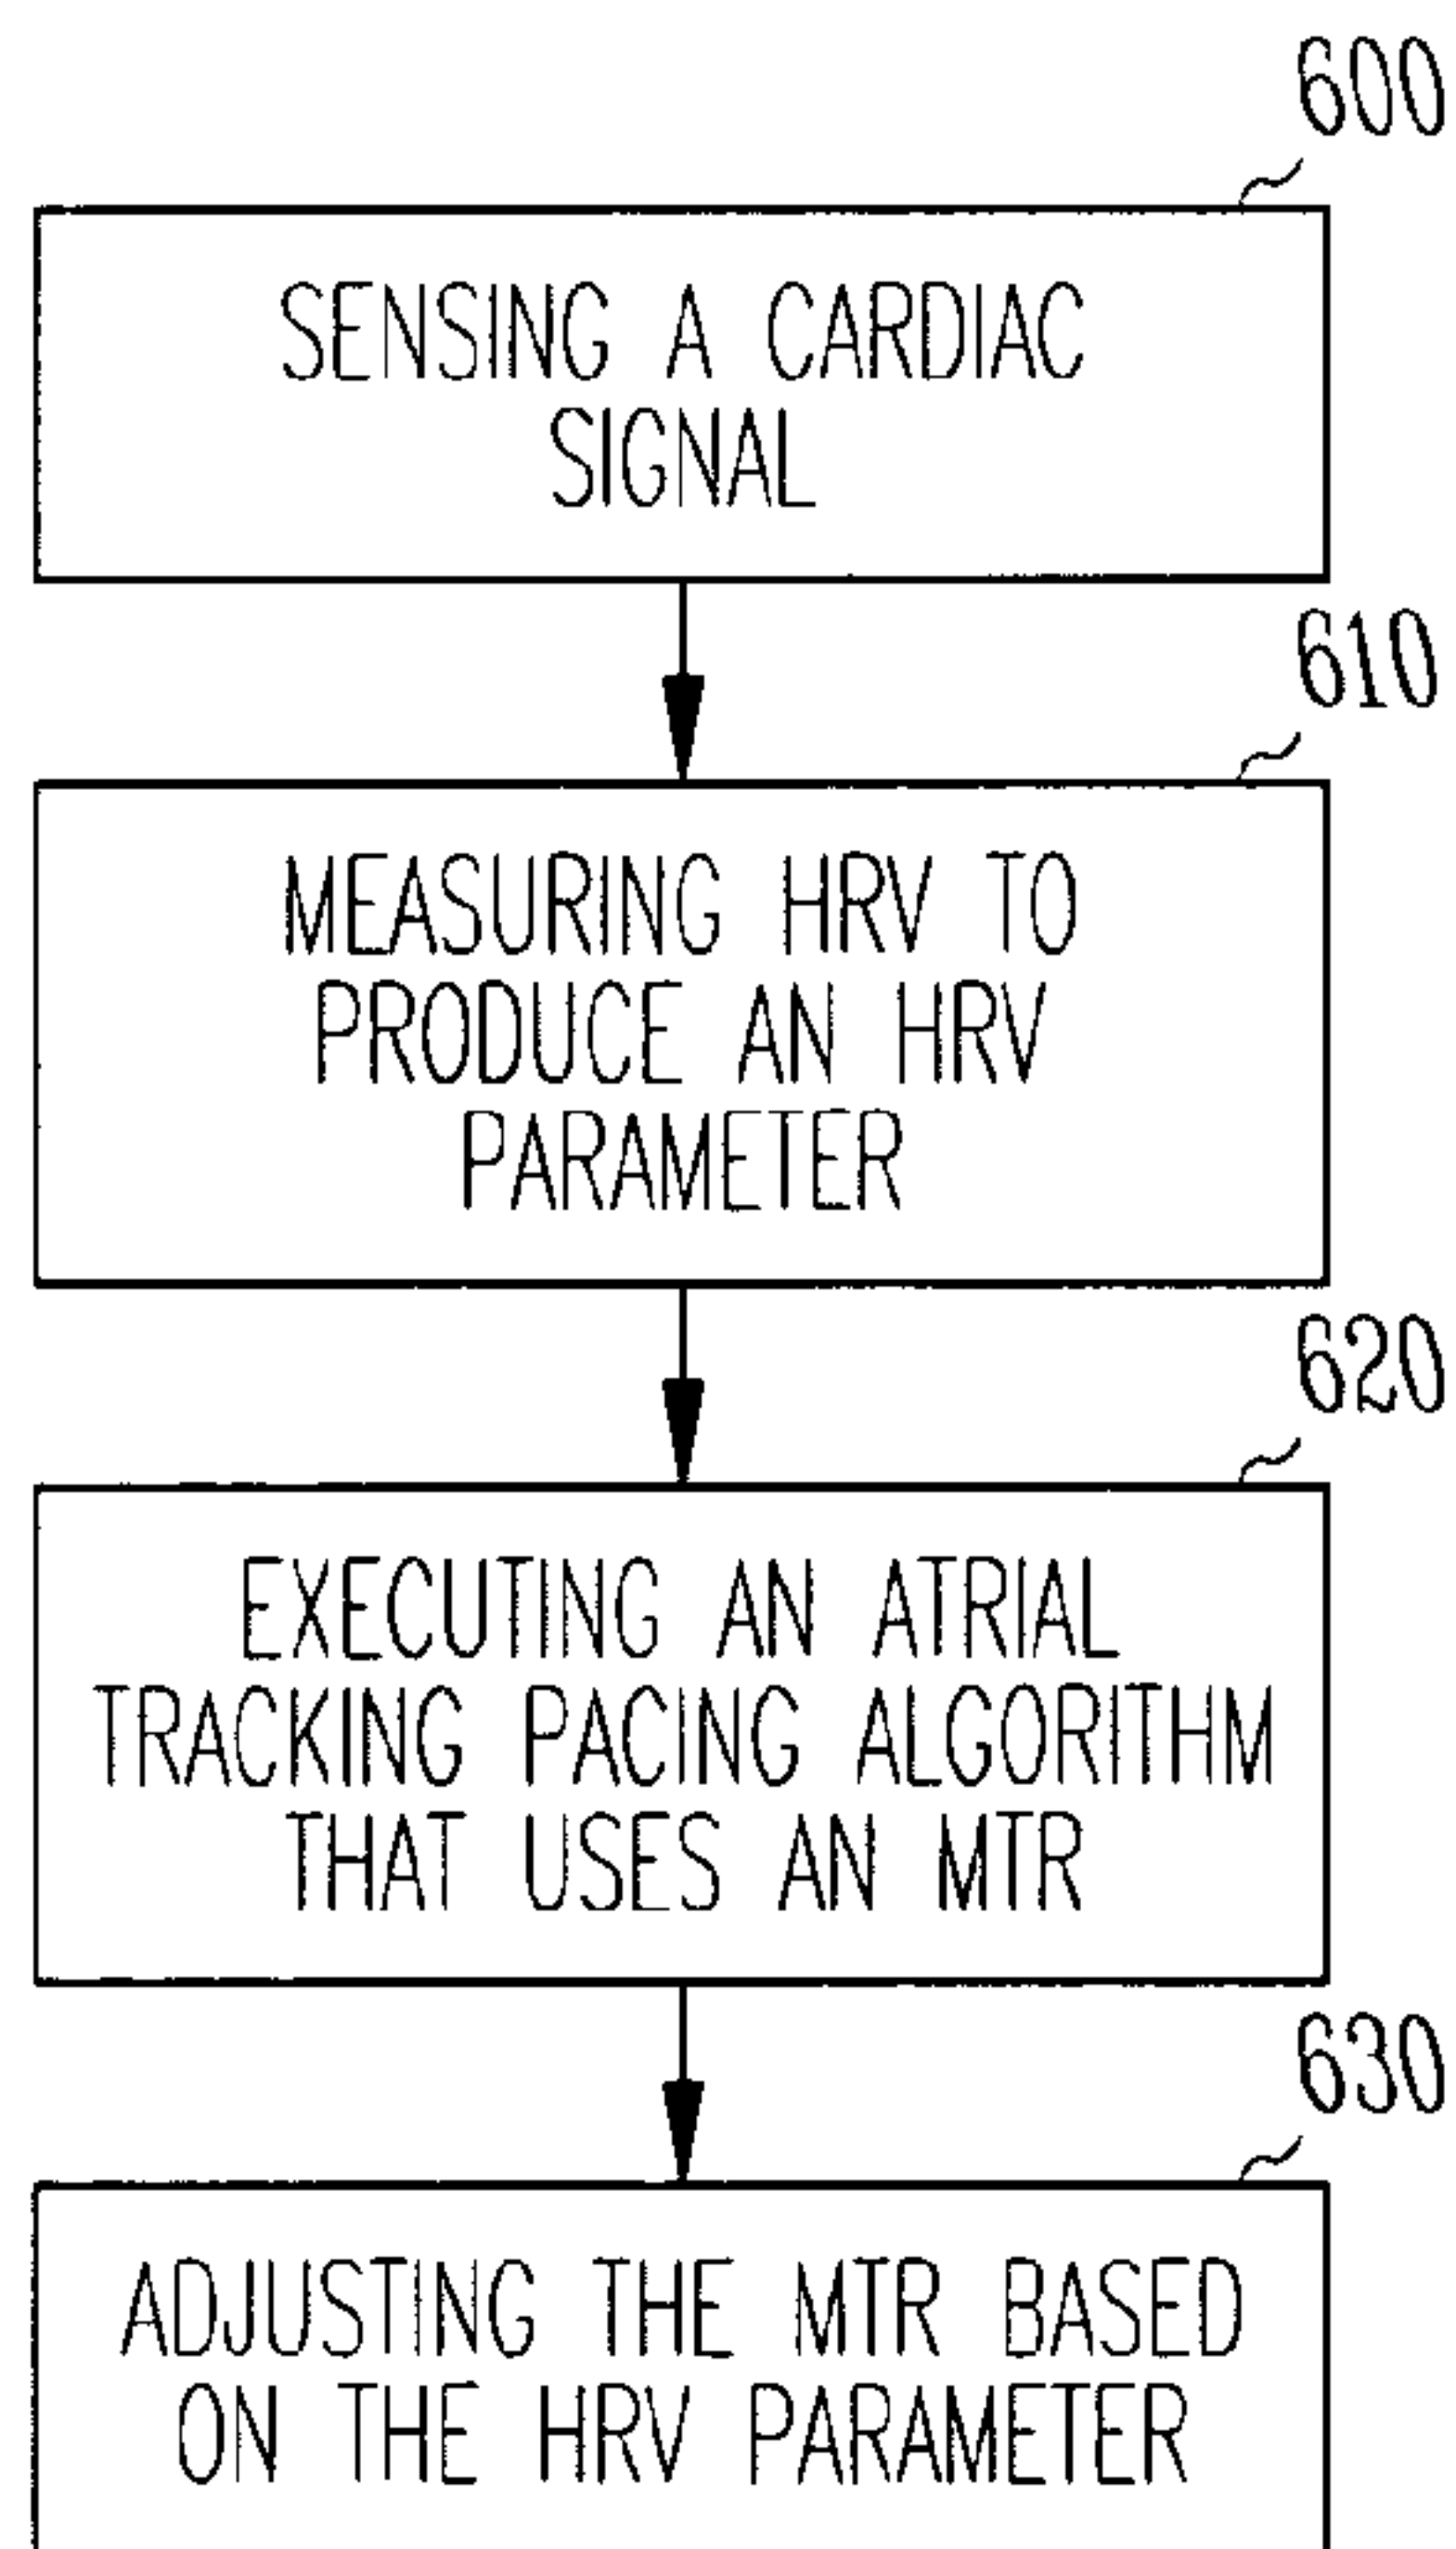 600
SENSING A CARDIAC
SIGNAL
610
MEASURING HRV TO
PRODUCE AN HRV
PARAMETER
620
EXECUTING AN ATRIAL
TRACKING PACING ALGORITHM
THAT USES AN MTR
630
ADJUSTING THE MTR BASED
ON THE HRV PARAMETER